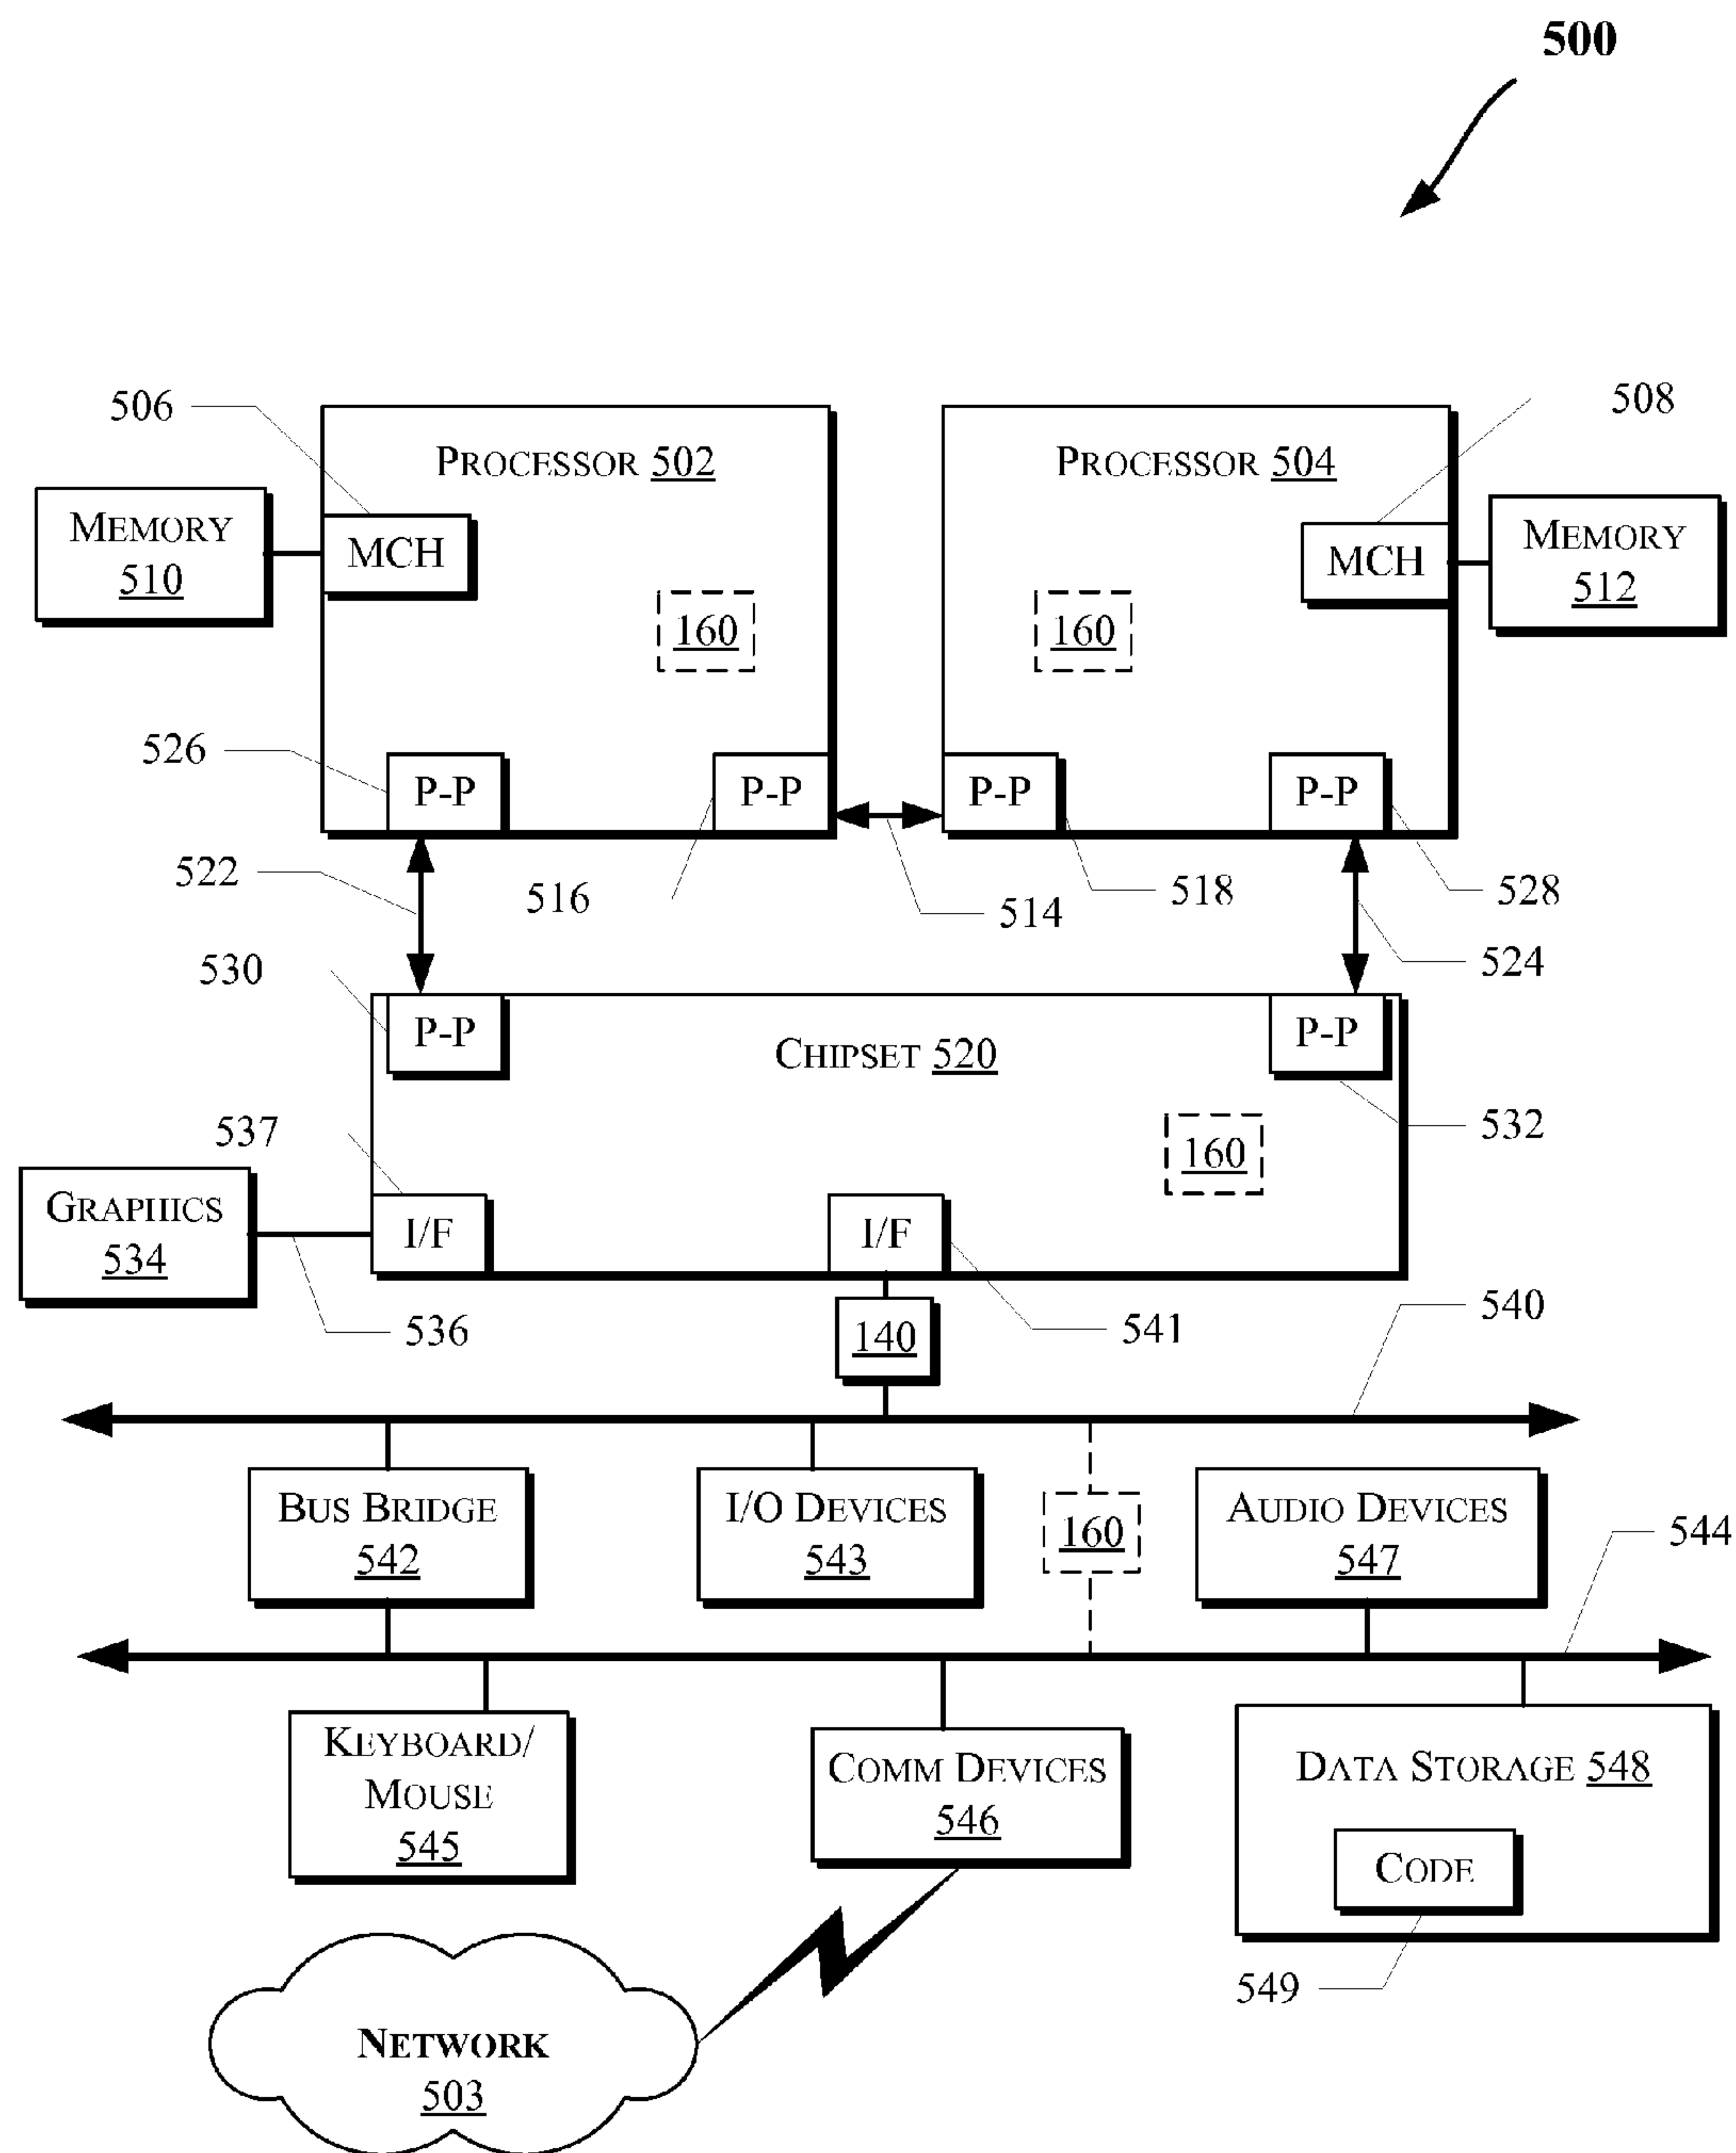 500
506
508
PROCESSOR 502
PROCESSOR 504
MEMORY
510
MCH
MCH
MEMORY
512
160
160
526
P-P
P-P
P-P
P-P
522
516
514
518
528
524
530
P-P
CHIPSET 520
P-P
537
160
532
GRAPHICS
534
I/F
I/F
536
140
541
540
BUS BRIDGE
542
I/O DEVICES
543
160
AUDIO DEVICES
547
544
KEYBOARD/
MOUSE
545
COMM DEVICES
546
DATA STORAGE 548
CODE
549
NETWORK
503